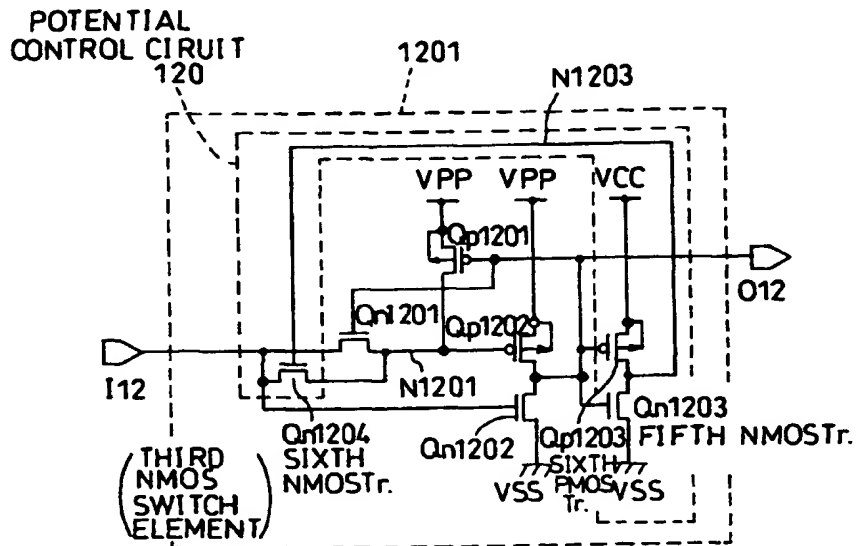 POTENTIAL
CONTROL CIRUIT
120
1201
N1203
VPP
VPP
VCC
Qp1201
O12
Qn1201
Qp1202
I12
N1201
Qn1204
SIXTH
NMOSTr.
Qn1202
Qp1203
SIXTH
PMOS
Tr.
Qn1203
FIFTH NMOSTr.
(THIRD
NMOS
SWITCH
ELEMENT)
VSS
VSS